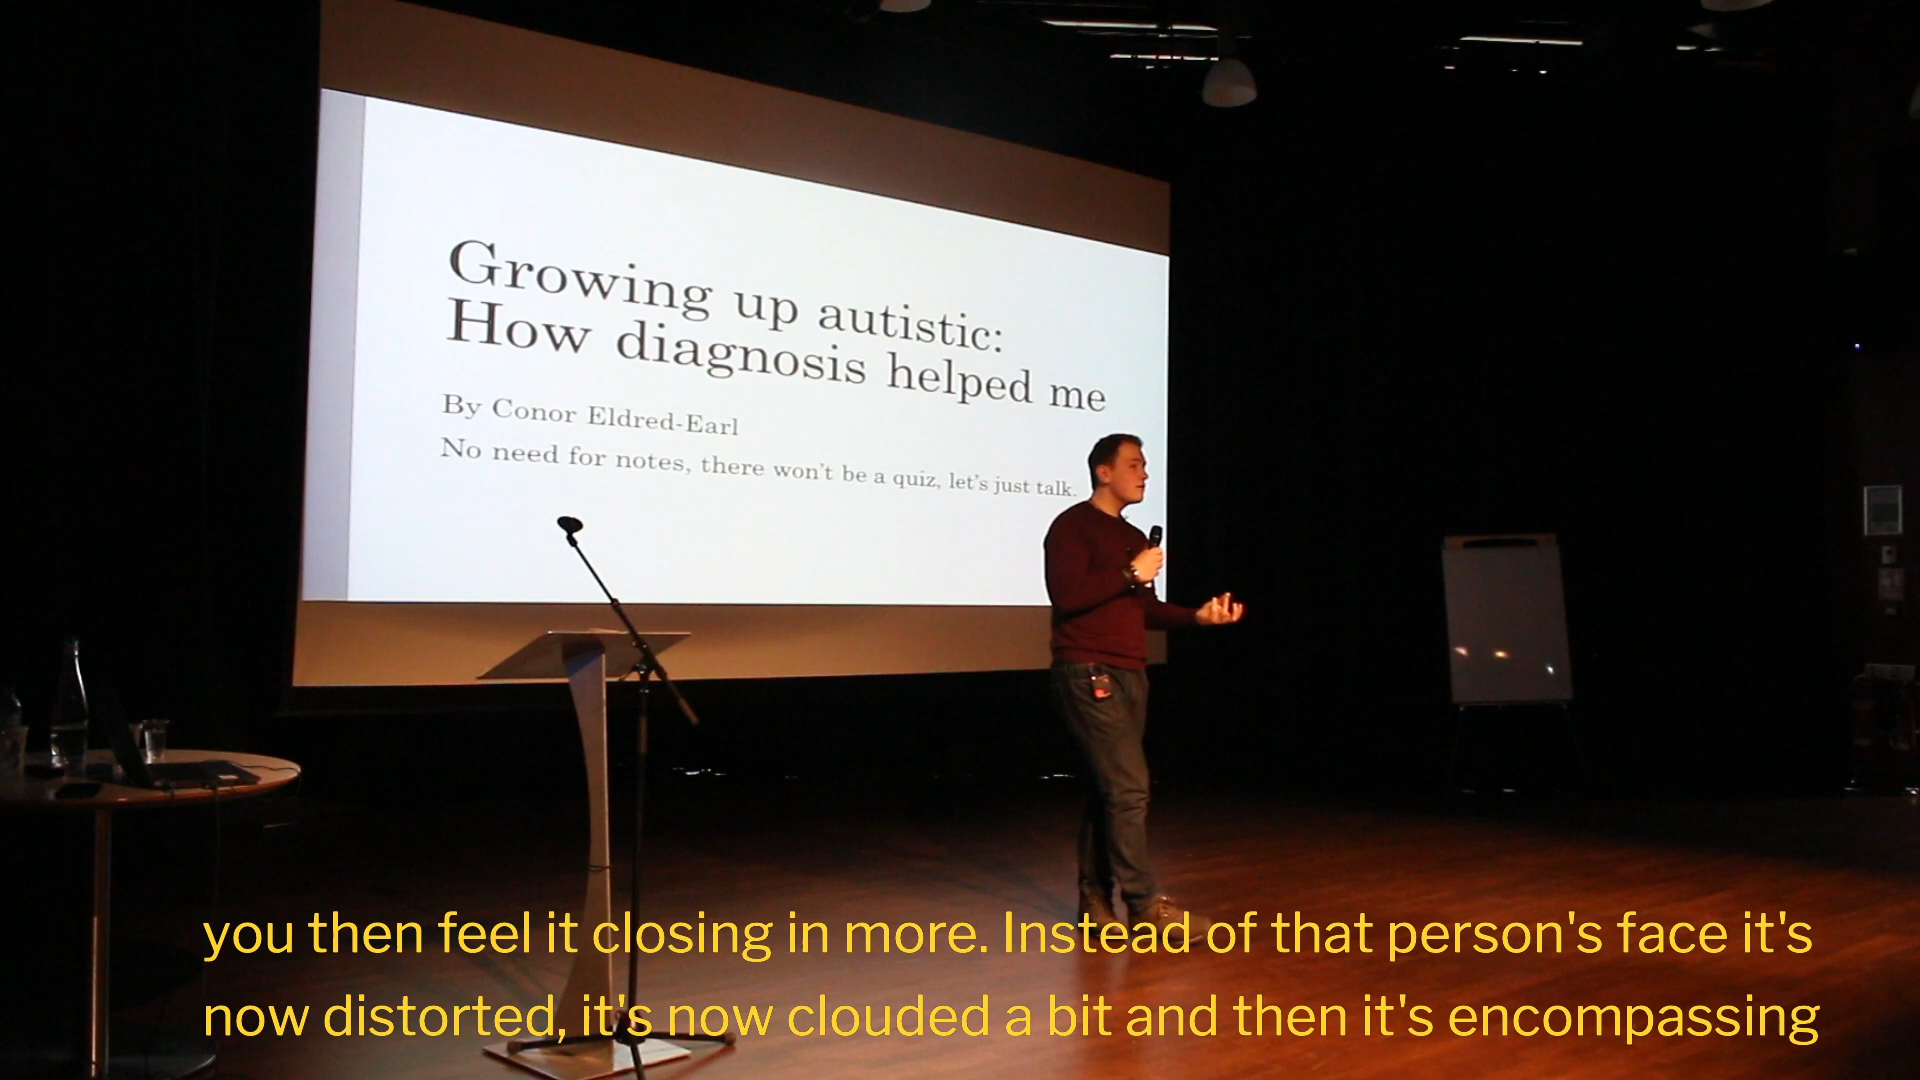 Growing up autistic:
How diagnosis helped me
By Conor Eldred-Earl
No need for notes, there won't be a quiz, let's just talk.
you then feel it closing in more. Instead of that person's face it's
now distorted, it's now clouded a bit and then it's encompassing